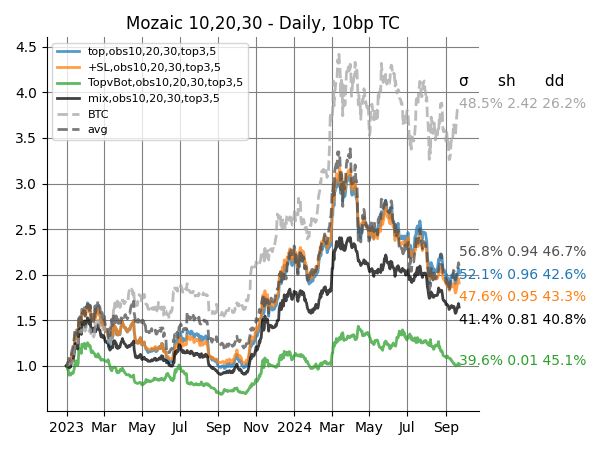 Mozaic 10,20,30 - Daily, 10bp TC
4.5
4.0
3.5
3.0
2.5
2.0
1.5
1.0
top,obs10,20,30,top3,5
+SL,obs10,20,30,top3,5
TopvBot,obs10,20,30,top3,5
mix,obs10,20,30,top3,5
BTC
avg
σ sh dd
48.5% 2.42 26.2%
56.8% 0.94 46.7%
52.1% 0.96 42.6%
47.6% 0.95 43.3%
41.4% 0.81 40.8%
39.6% 0.01 45.1%
2023 Mar May Jul Sep Nov 2024 Mar May Jul Sep